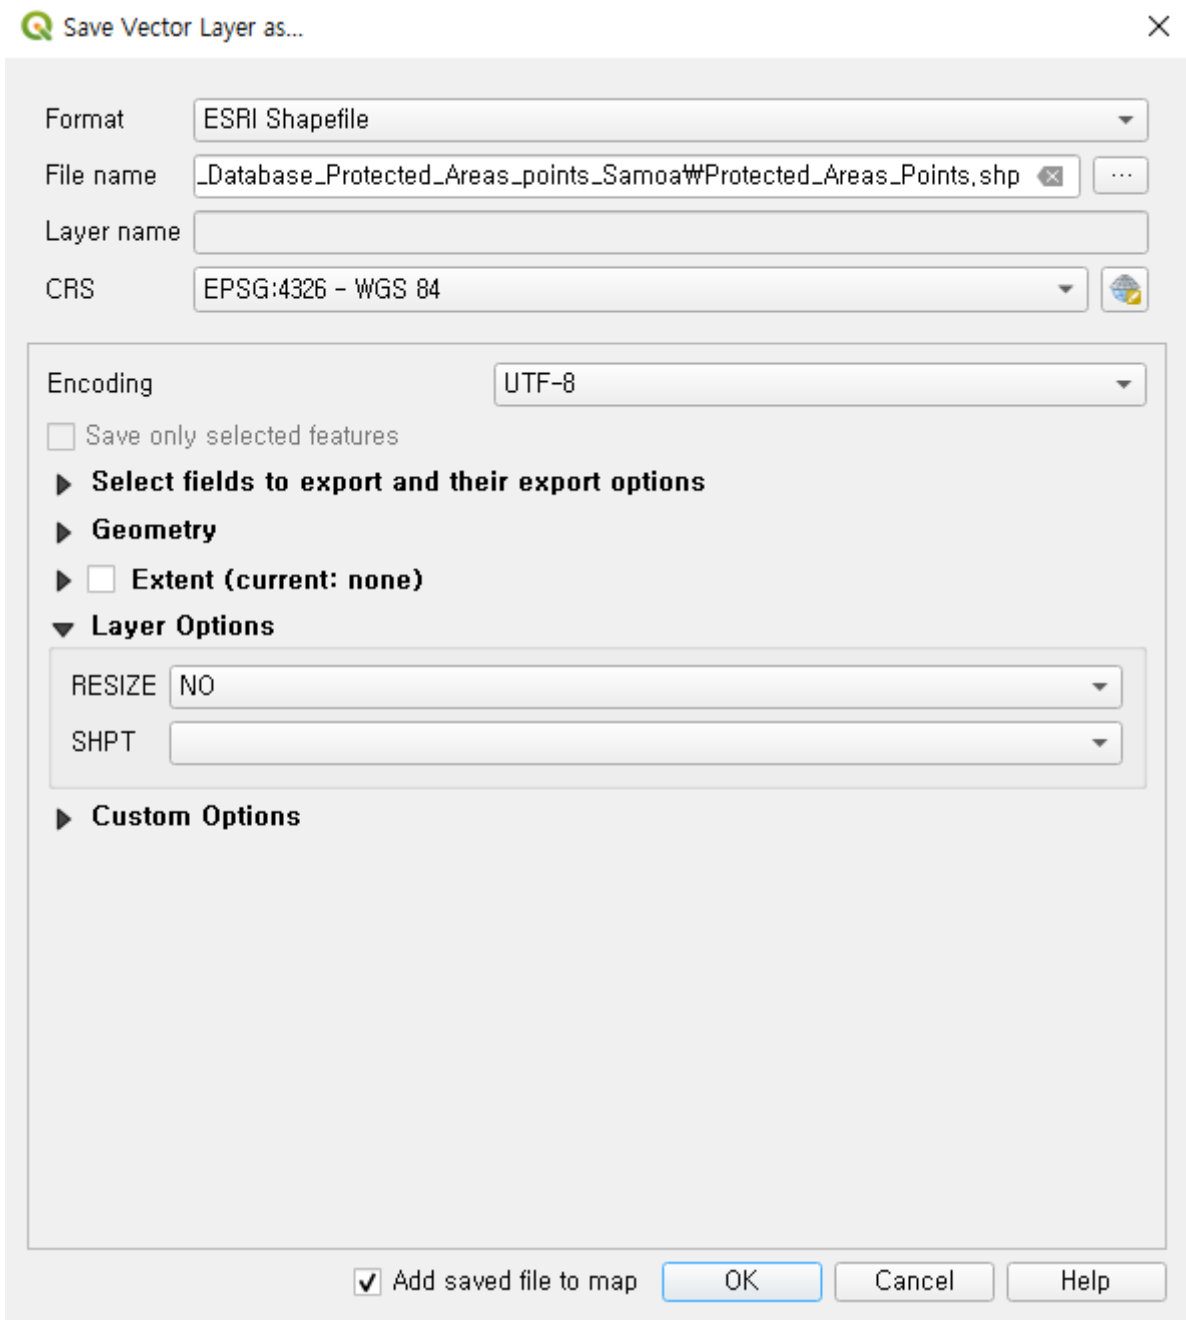 Save Vector Layer as...
Format ESRI Shapefile
File name _Database_Protected_Areas_points_Samoa₩Protected_Areas_Points.shp ...
Layer name
CRS EPSG:4326 - WGS 84
Encoding UTF-8
Save only selected features
Select fields to export and their export options
Geometry
Extent (current: none)
Layer Options
RESIZE NO
SHPT
Custom Options
Add saved file to map OK Cancel Help